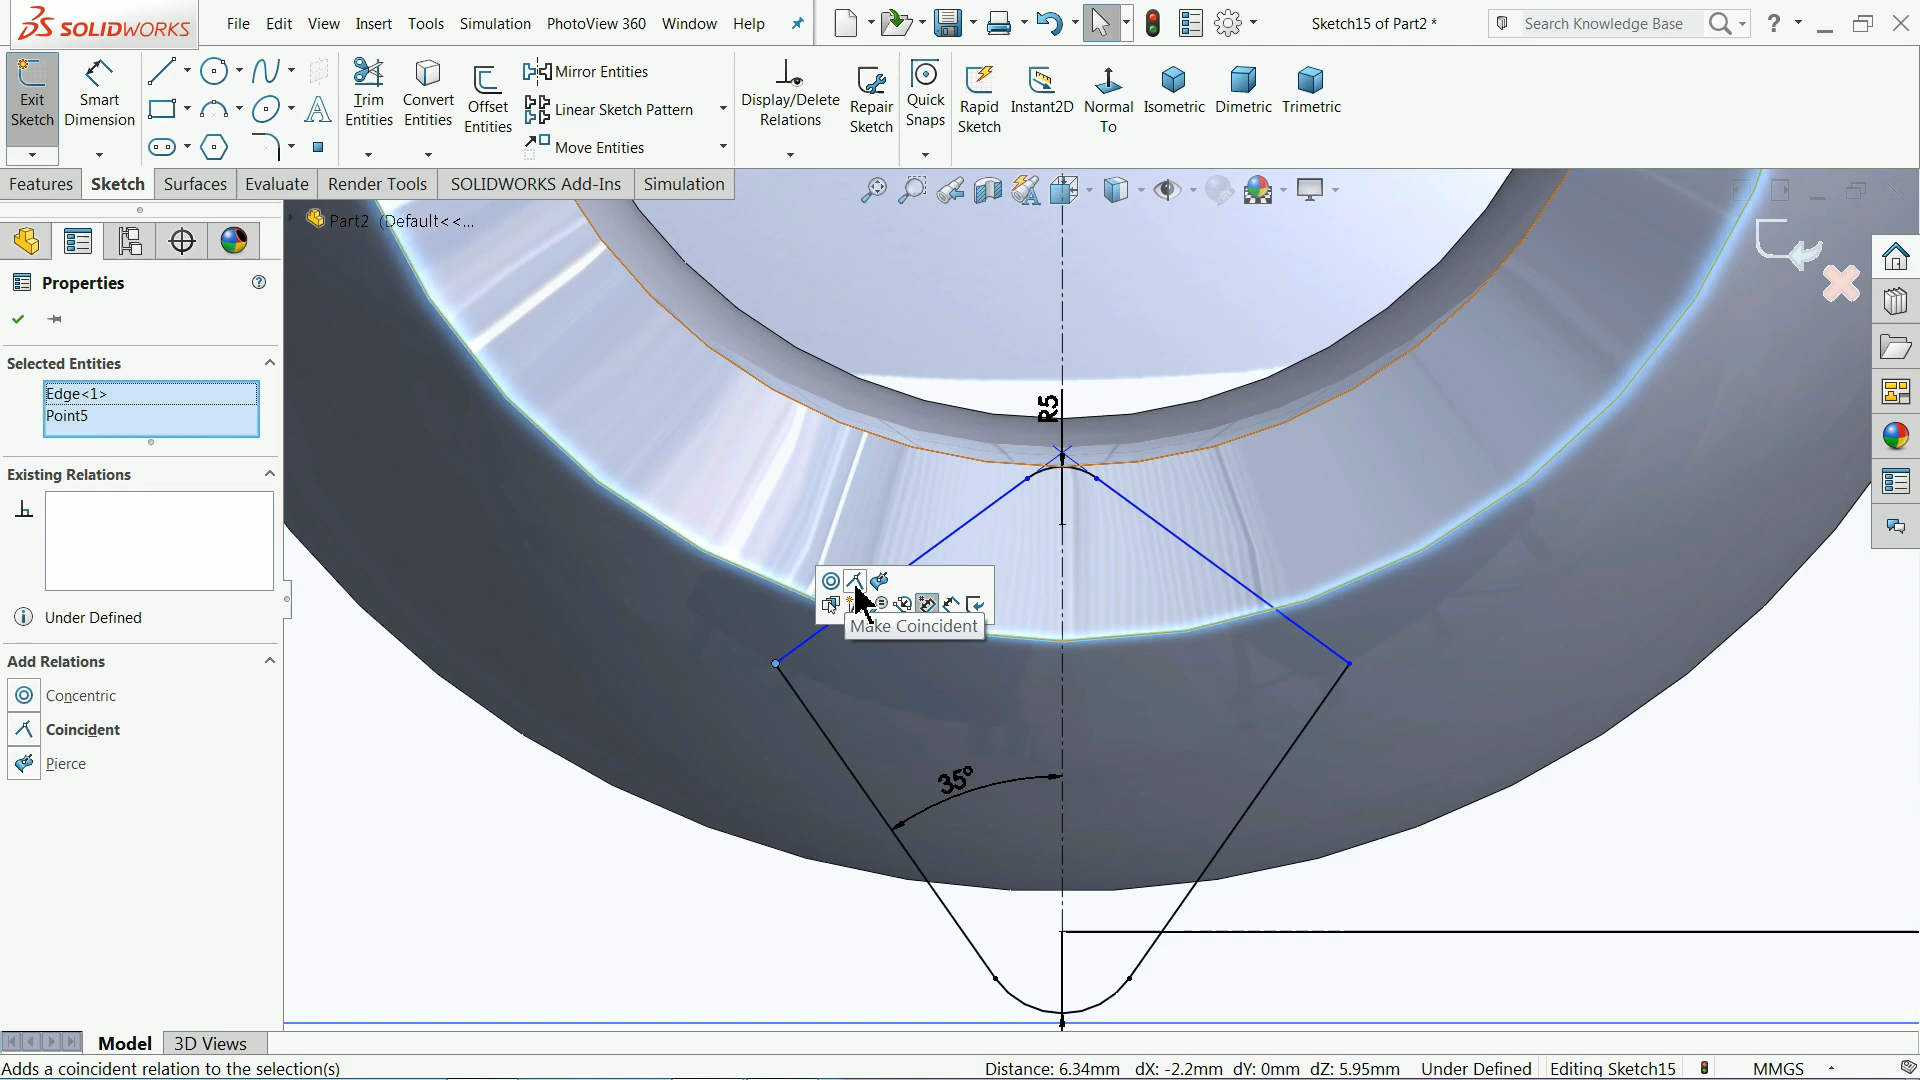 SOLIDWORKS
File Edit View Insert Tools Simulation PhotoView 360 Window Help
Sketch15 of Part2 *
Search Knowledge Base
Exit Sketch
Smart Dimension
Trim Entities
Convert Entities
Offset Entities
Mirror Entities
Linear Sketch Pattern
Move Entities
Display/Delete Relations
Repair Sketch
Quick Snaps
Rapid Sketch
Instant2D
Normal To
Isometric
Dimetric
Trimetric
Features Sketch Surfaces Evaluate Render Tools SOLIDWORKS Add-Ins Simulation
Part2 (Default<<...
Properties
Selected Entities
Edge<1>
Point5
Existing Relations
Under Defined
Add Relations
Concentric
Coincident
Pierce
R5
Make Coincident
35°
Model 3D Views
Adds a coincident relation to the selection(s)
Distance: 6.34mm dX: -2.2mm dY: 0mm dZ: 5.95mm Under Defined Editing Sketch15 MMGS